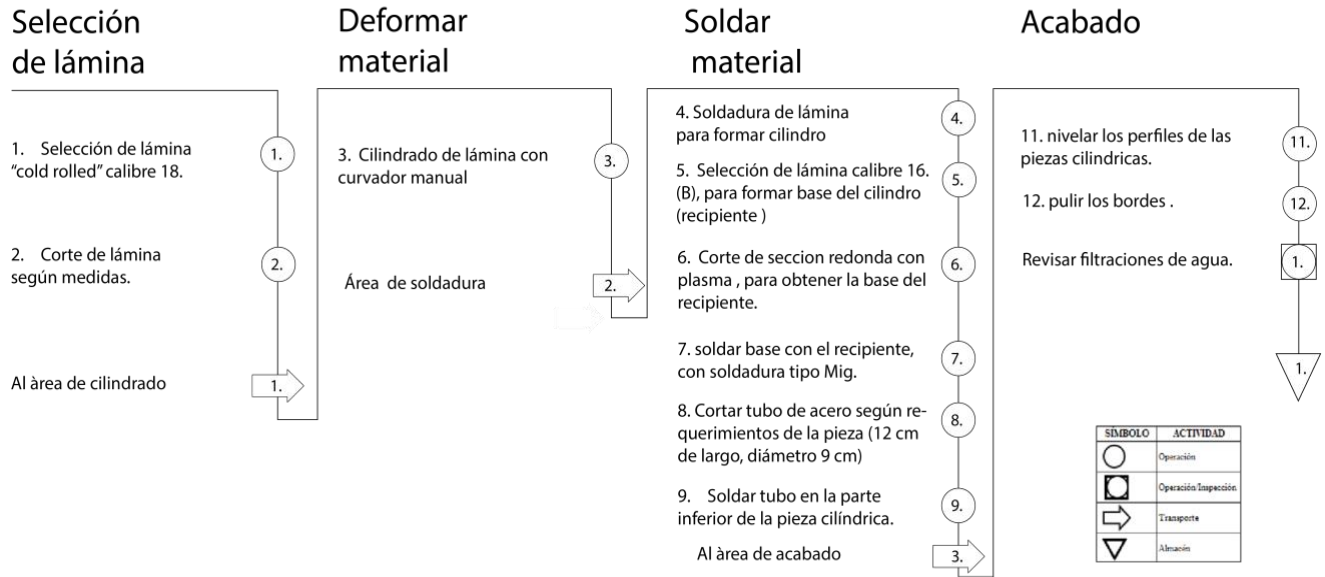 Selección
de lámina
1. Selección de lámina
“cold rolled” calibre 18.
1.
2. Corte de lámina
según medidas.
2.
Al àrea de cilindrado
1.
Deformar
material
3. Cilindrado de lámina con
curvador manual
3.
Área de soldadura
2.
Soldar
material
4. Soldadura de lámina
para formar cilindro
4.
5. Selección de lámina calibre 16.
(B), para formar base del cilindro
(recipiente )
5.
6. Corte de seccion redonda con
plasma , para obtener la base del
recipiente.
6.
7. soldar base con el recipiente,
con soldadura tipo Mig.
7.
8. Cortar tubo de acero según re-
querimientos de la pieza (12 cm
de largo, diámetro 9 cm)
8.
9. Soldar tubo en la parte
inferior de la pieza cilíndrica.
9.
Al àrea de acabado
3.
Acabado
11. nivelar los perfiles de las
piezas cilindricas.
11.
12. pulir los bordes .
12.
Revisar filtraciones de agua.
1.
1.
SÍMBOLO ACTIVIDAD
Operación
Operación/Inspección
Transporte
Almacén